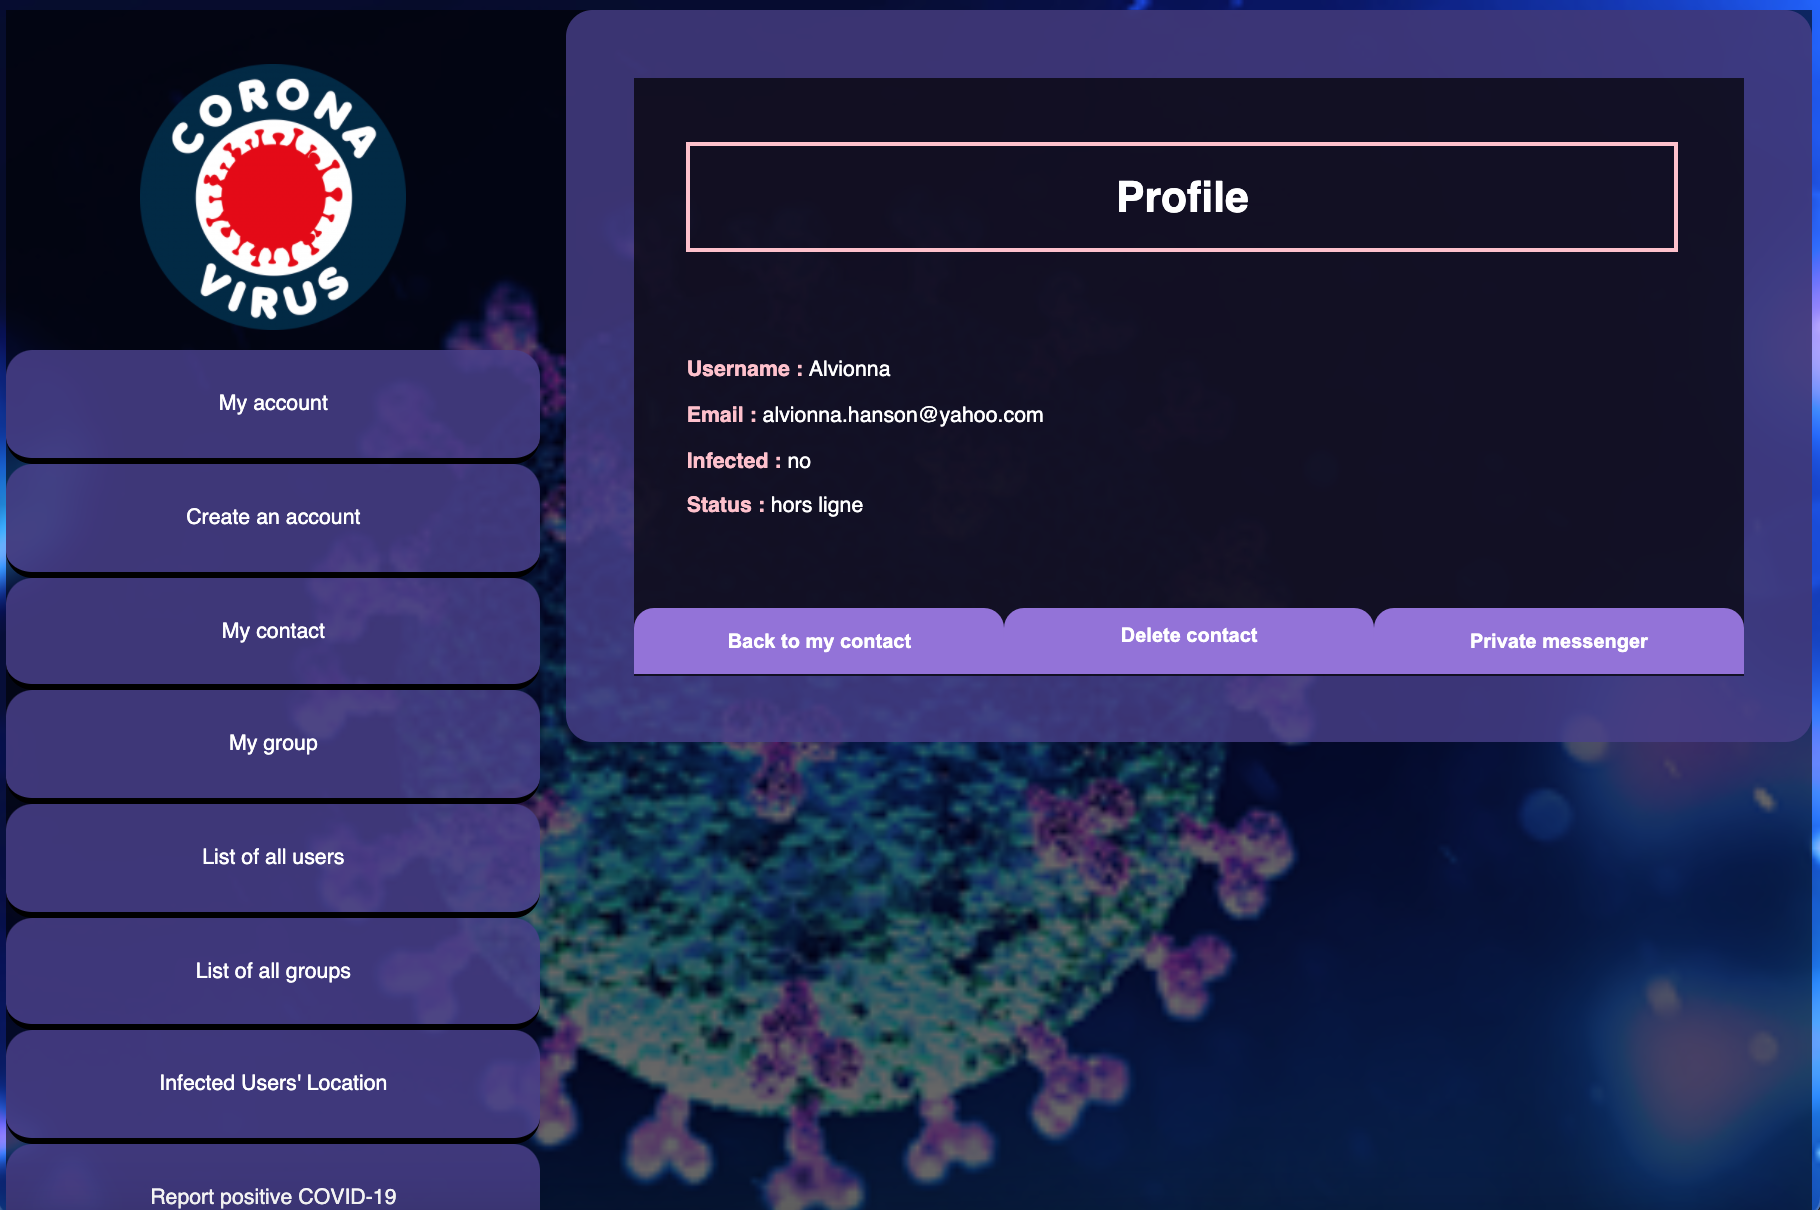 CORONA
VIRUS
My account
Create an account
My contact
My group
List of all users
List of all groups
Infected Users' Location
Report positive COVID-19
Profile
Username : Alvionna
Email : alvionna.hanson@yahoo.com
Infected : no
Status : hors ligne
Back to my contact
Delete contact
Private messenger